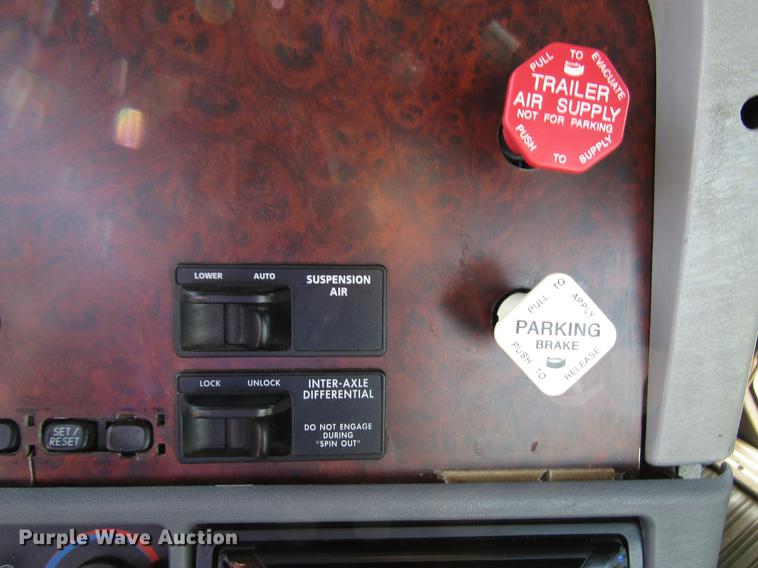 PULL TO EVACUATE
TRAILER
AIR SUPPLY
NOT FOR PARKING
PUSH TO SUPPLY
LOWER AUTO
SUSPENSION
AIR
PULL TO APPLY
PARKING
BRAKE
PUSH TO RELEASE
LOCK UNLOCK
INTER-AXLE
DIFFERENTIAL
DO NOT ENGAGE
DURING
"SPIN OUT"
SET/
RESET
Purple Wave Auction